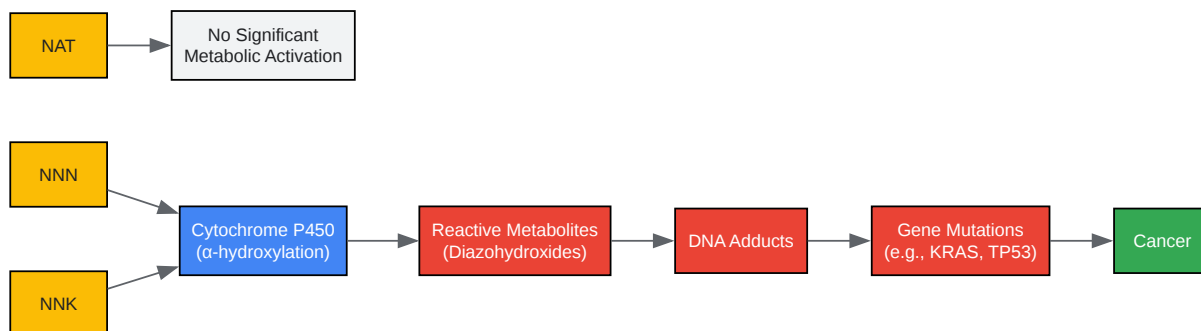 NAT
No Significant
Metabolic Activation
NNN
NNK
Cytochrome P450
(α-hydroxylation)
Reactive Metabolites
(Diazohydroxides)
DNA Adducts
Gene Mutations
(e.g., KRAS, TP53)
Cancer